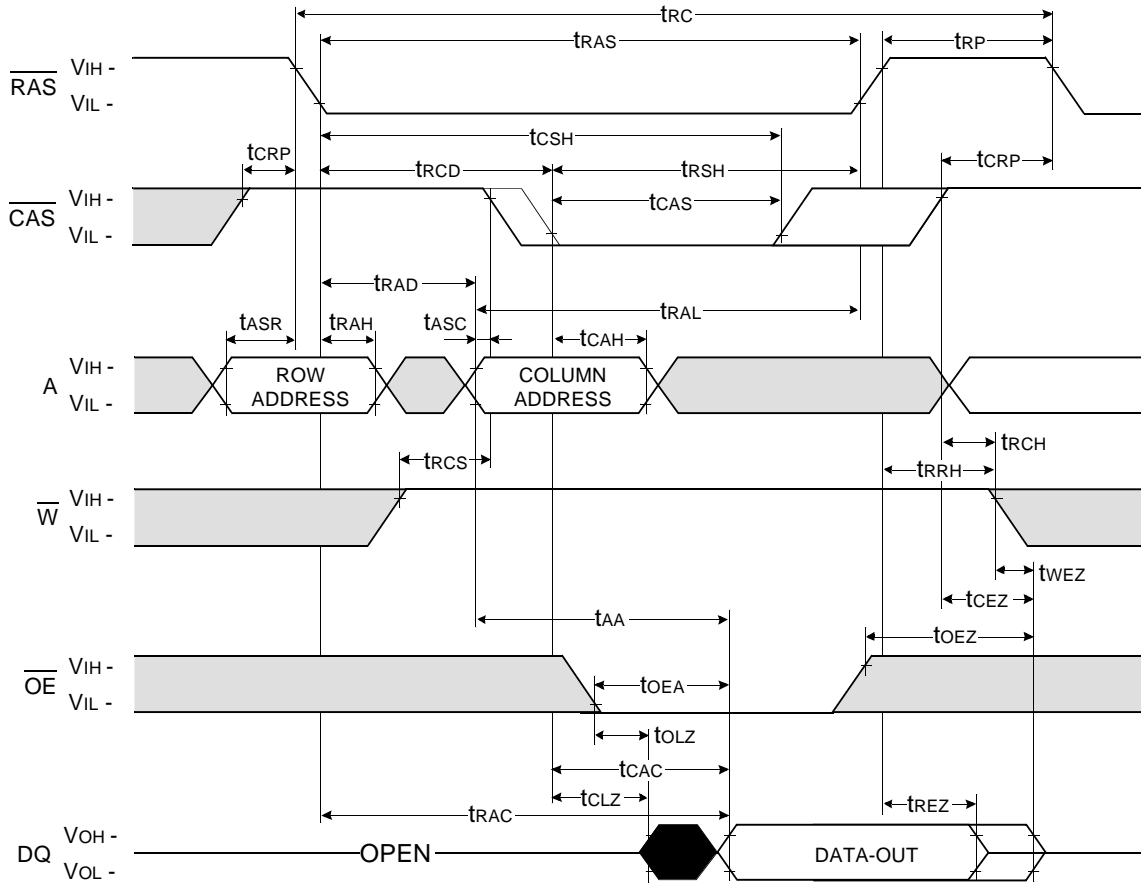 tRC
tRAS
tRP
RAS
VIH -
VIL -
tCSH
tCRP
tRCD
tRSH
tCRP
CAS
VIH -
VIL -
tCAS
tRAD
tRAL
tASR
tRAH
tASC
tCAH
A
VIH -
VIL -
ROW
ADDRESS
COLUMN
ADDRESS
tRCS
tRCH
tRRH
W
VIH -
VIL -
tWEZ
tCEZ
tAA
tOEZ
OE
VIH -
VIL -
tOEA
tOLZ
tCAC
tCLZ
tRAC
tREZ
DQ
VOH -
VOL -
OPEN
DATA-OUT